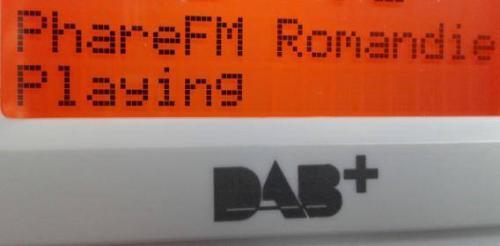 PhareFM Romandie
Playing
DAB+